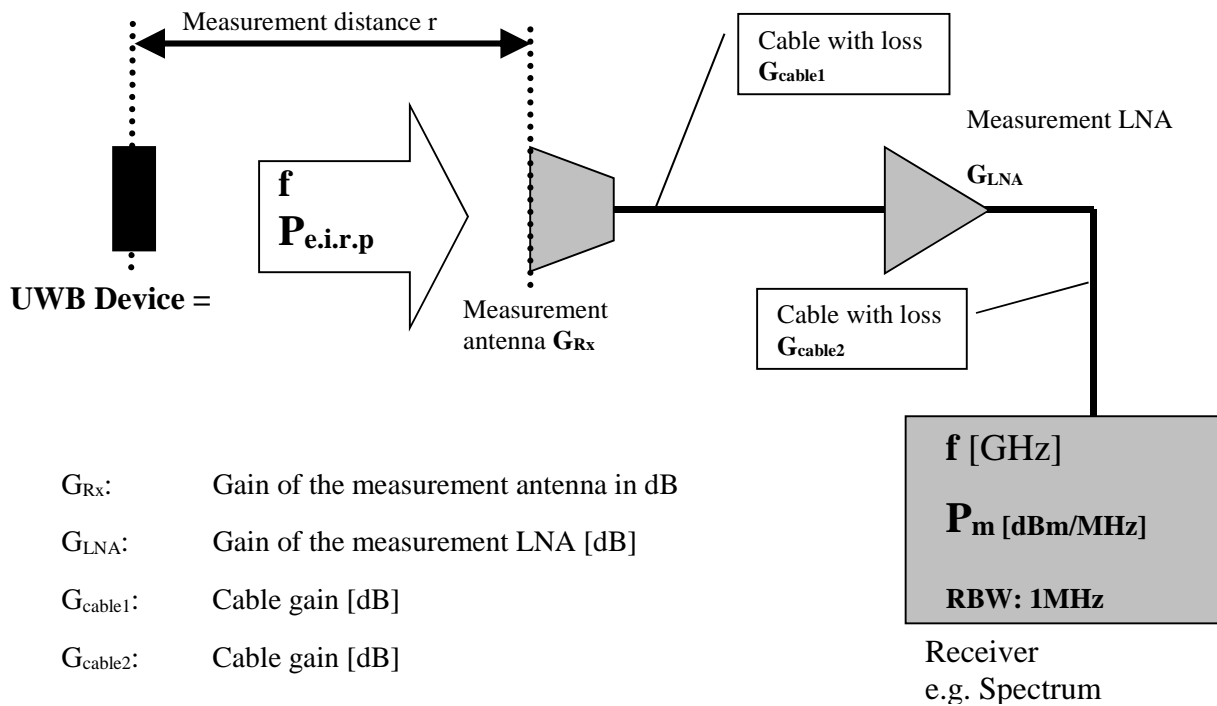 Measurement distance r
Cable with loss
Gcable1
Measurement LNA
GLNA
f
Pe.i.r.p
UWB Device =
Measurement
antenna GRx
Cable with loss
Gcable2
f [GHz]
Pm [dBm/MHz]
RBW: 1MHz
Receiver
e.g. Spectrum
GRx: Gain of the measurement antenna in dB
GLNA: Gain of the measurement LNA [dB]
Gcable1: Cable gain [dB]
Gcable2: Cable gain [dB]